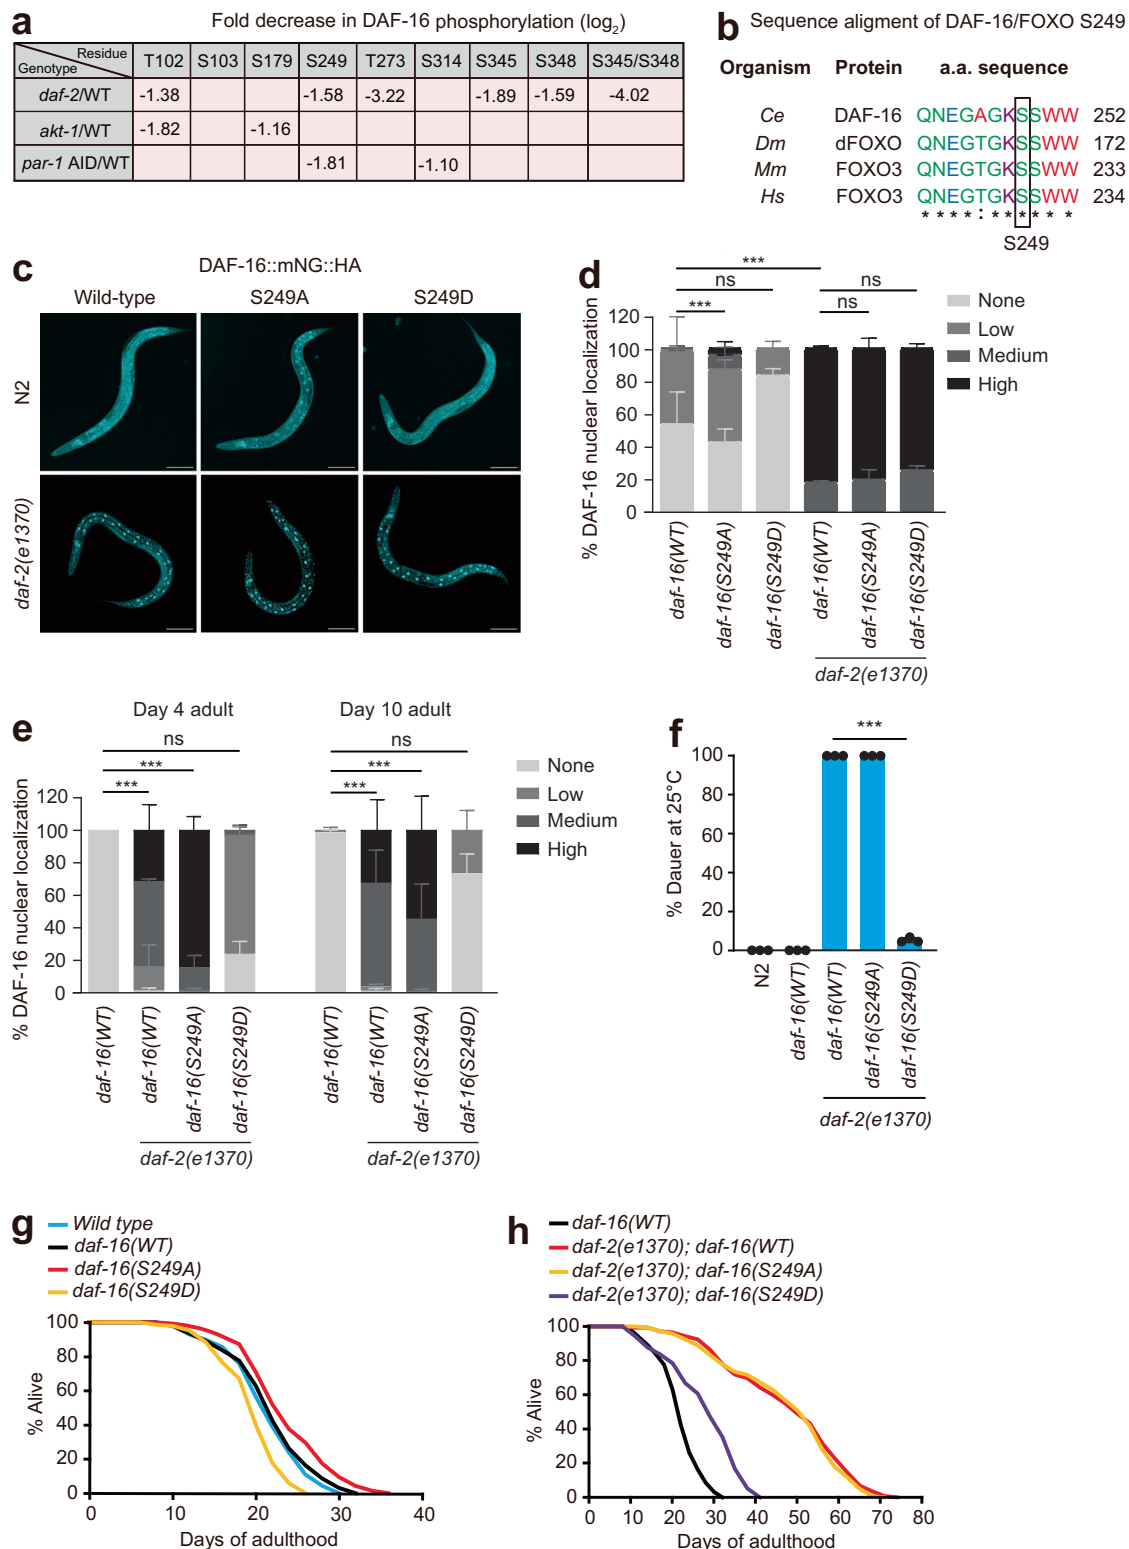 a Fold decrease in DAF-16 phosphorylation (log2)
Residue
Genotype
T102 S103 S179 S249 T273 S314 S345 S348 S345/S348
daf-2/WT -1.38 -1.58 -3.22 -1.89 -1.59 -4.02
akt-1/WT -1.82 -1.16
par-1 AID/WT -1.81 -1.10
b Sequence aligment of DAF-16/FOXO S249
Organism Protein a.a. sequence
Ce DAF-16 QNEGAGKSSWW 252
Dm dFOXO QNEGTGKSSWW 172
Mm FOXO3 QNEGTGKSSWW 233
Hs FOXO3 QNEGTGKSSWW 234
* * * * : * * * * * *
S249
c DAF-16::mNG::HA
Wild-type S249A S249D
N2
daf-2(e1370)
d
% DAF-16 nuclear localization
*** ns
ns
*** ns
120
100
80
60
40
20
0
None
Low
Medium
High
daf-16(WT)
daf-16(S249A)
daf-16(S249D)
daf-16(WT)
daf-16(S249A)
daf-16(S249D)
daf-2(e1370)
e
Day 4 adult Day 10 adult
ns ns
*** ***
*** ***
% DAF-16 nuclear localization
120
100
80
60
40
20
0
None
Low
Medium
High
daf-16(WT)
daf-16(WT)
daf-16(S249A)
daf-16(S249D)
daf-2(e1370)
daf-16(WT)
daf-16(WT)
daf-16(S249A)
daf-16(S249D)
daf-2(e1370)
f
***
% Dauer at 25°C
100
80
60
40
20
0
N2
daf-16(WT)
daf-16(WT)
daf-16(S249A)
daf-16(S249D)
daf-2(e1370)
g
Wild type
daf-16(WT)
daf-16(S249A)
daf-16(S249D)
% Alive
100
80
60
40
20
0
0 10 20 30 40
Days of adulthood
h
daf-16(WT)
daf-2(e1370); daf-16(WT)
daf-2(e1370); daf-16(S249A)
daf-2(e1370); daf-16(S249D)
% Alive
100
80
60
40
20
0
0 10 20 30 40 50 60 70 80
Days of adulthood